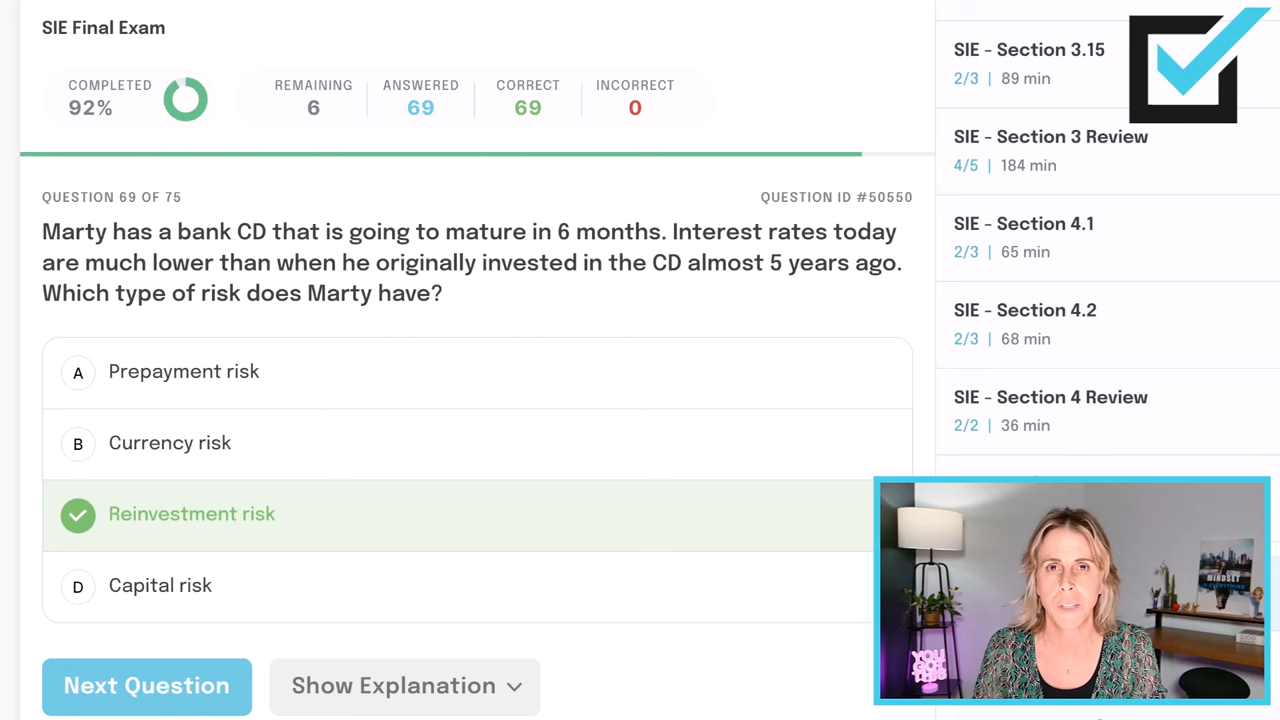 SIE Final Exam
COMPLETED
92%
REMAINING
6
ANSWERED
69
CORRECT
69
INCORRECT
0
QUESTION 69 OF 75
QUESTION ID #50550
Marty has a bank CD that is going to mature in 6 months. Interest rates today
are much lower than when he originally invested in the CD almost 5 years ago.
Which type of risk does Marty have?
A Prepayment risk
B Currency risk
Reinvestment risk
D Capital risk
Next Question
Show Explanation
SIE - Section 3.15
2/3 | 89 min
SIE - Section 3 Review
4/5 | 184 min
SIE - Section 4.1
2/3 | 65 min
SIE - Section 4.2
2/3 | 68 min
SIE - Section 4 Review
2/2 | 36 min
MINDSET
IS EVERYTHING
YOU
GOT
THIS